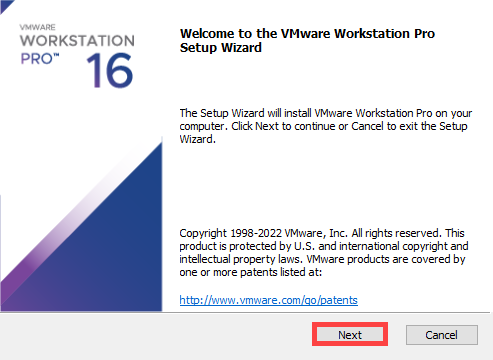 VMWARE
WORKSTATION
PRO™ 16
Welcome to the VMware Workstation Pro
Setup Wizard
The Setup Wizard will install VMware Workstation Pro on your
computer. Click Next to continue or Cancel to exit the Setup
Wizard.
Copyright 1998-2022 VMware, Inc. All rights reserved. This
product is protected by U.S. and international copyright and
intellectual property laws. VMware products are covered by
one or more patents listed at:
http://www.vmware.com/go/patents
Next Cancel